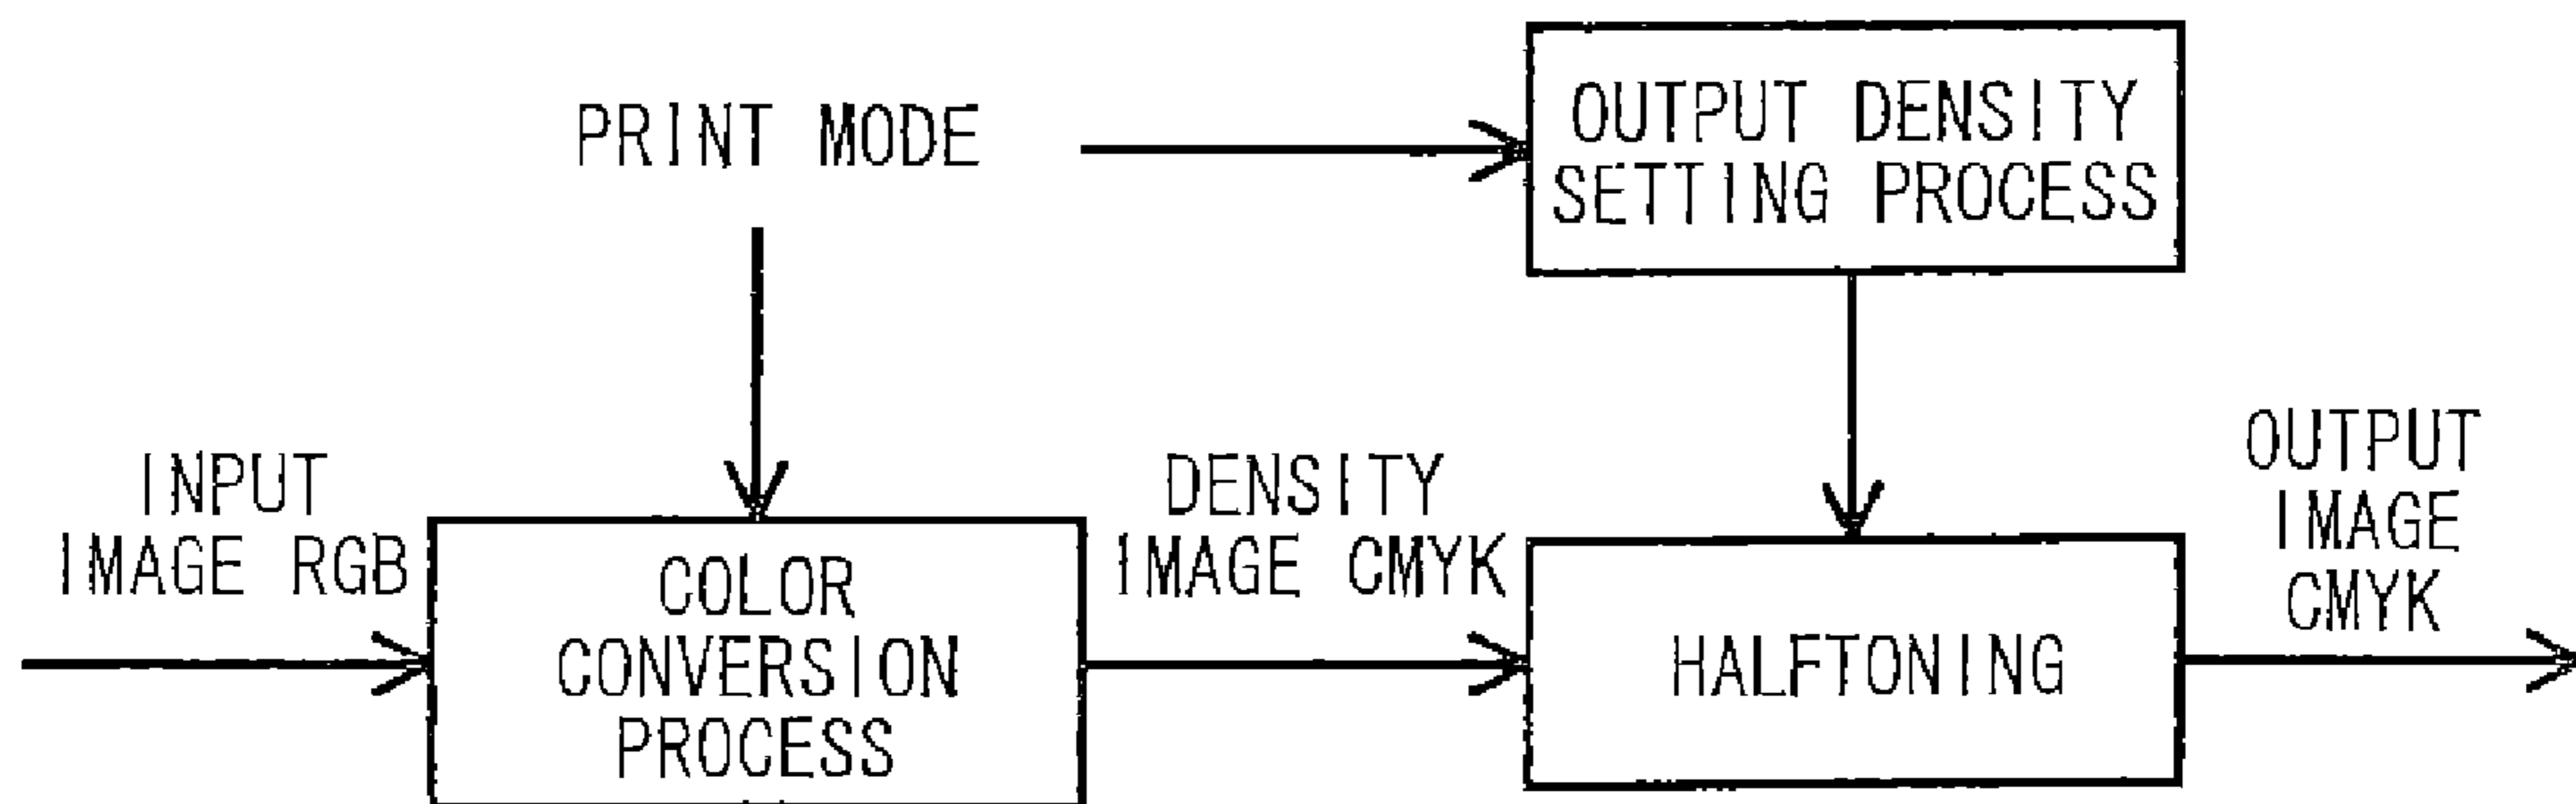 PRINT MODE
OUTPUT DENSITY
SETTING PROCESS
INPUT
IMAGE RGB
COLOR
CONVERSION
PROCESS
DENSITY
IMAGE CMYK
HALFTONING
OUTPUT
IMAGE
CMYK